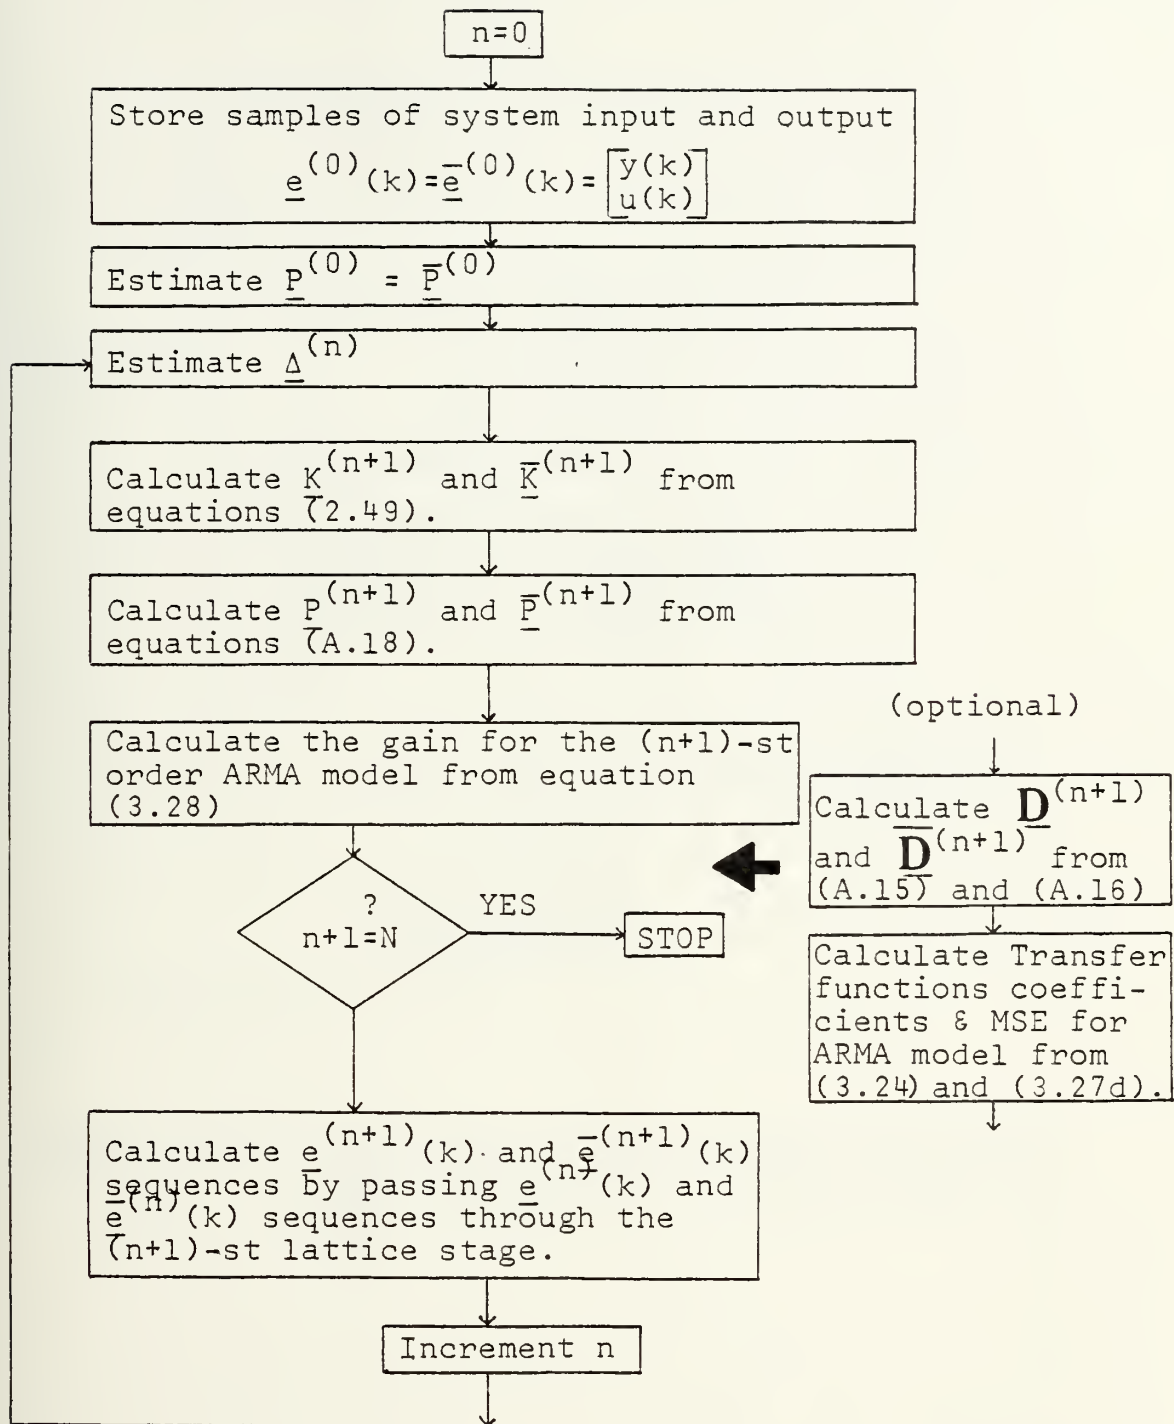 n=0
Store samples of system input and output
e̲^(0)(k)=e̲̅^(0)(k)=[y(k)
u(k)]
Estimate P̲^(0) = P̲̅^(0)
Estimate Δ̲^(n)
Calculate K̲^(n+1) and K̲̅^(n+1) from
equations (2.49).
Calculate P̲^(n+1) and P̲̅^(n+1) from
equations (A.18).
Calculate the gain for the (n+1)-st
order ARMA model from equation
(3.28)
(optional)
Calculate D̲^(n+1)
and D̲̅^(n+1) from
(A.15) and (A.16)
Calculate Transfer
functions coeffi-
cients & MSE for
ARMA model from
(3.24) and (3.27d).
?
n+1=N
YES
STOP
Calculate e̲^(n+1)(k) and e̲̅^(n+1)(k)
sequences by passing e̲^(n)(k) and
e̲̅^(n)(k) sequences through the
(n+1)-st lattice stage.
Increment n